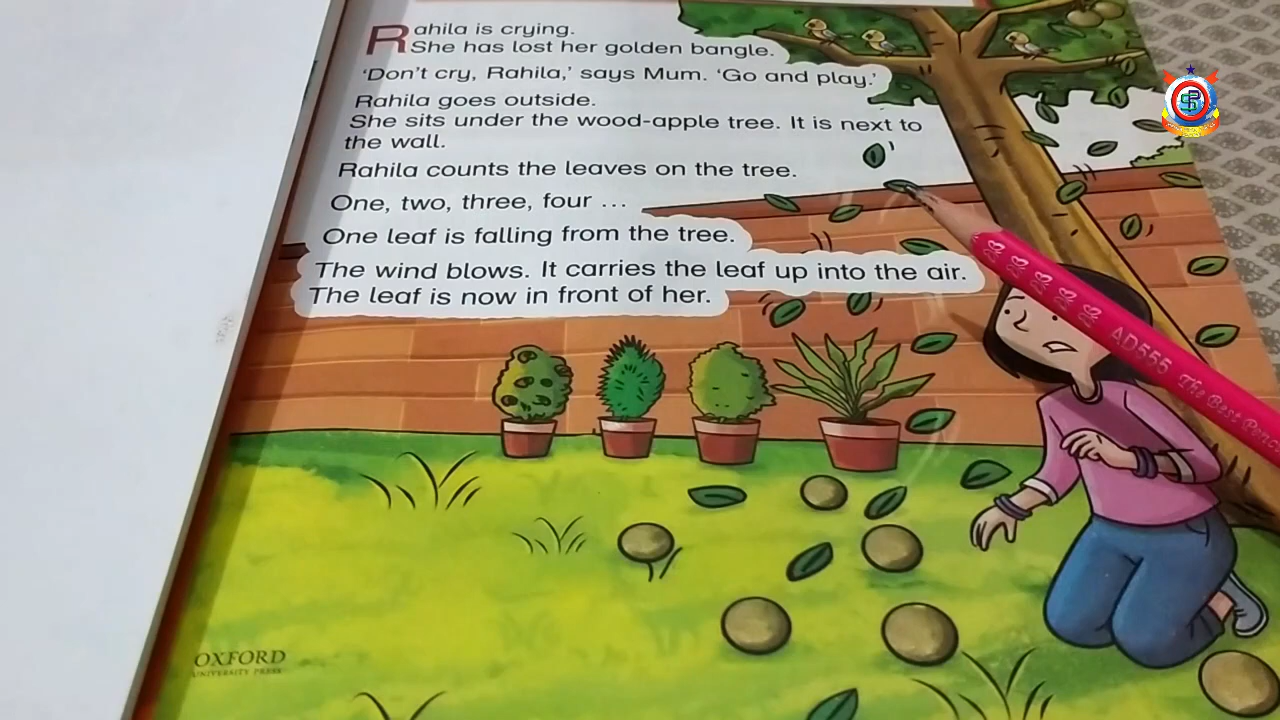 Rahila is crying.
She has lost her golden bangle.
‘Don’t cry, Rahila,’ says Mum. ‘Go and play.’
Rahila goes outside.
She sits under the wood-apple tree. It is next to
the wall.
Rahila counts the leaves on the tree.
One, two, three, four ...
One leaf is falling from the tree.
The wind blows. It carries the leaf up into the air.
The leaf is now in front of her.
AD555 The Best Penc
OXFORD
UNIVERSITY PRESS